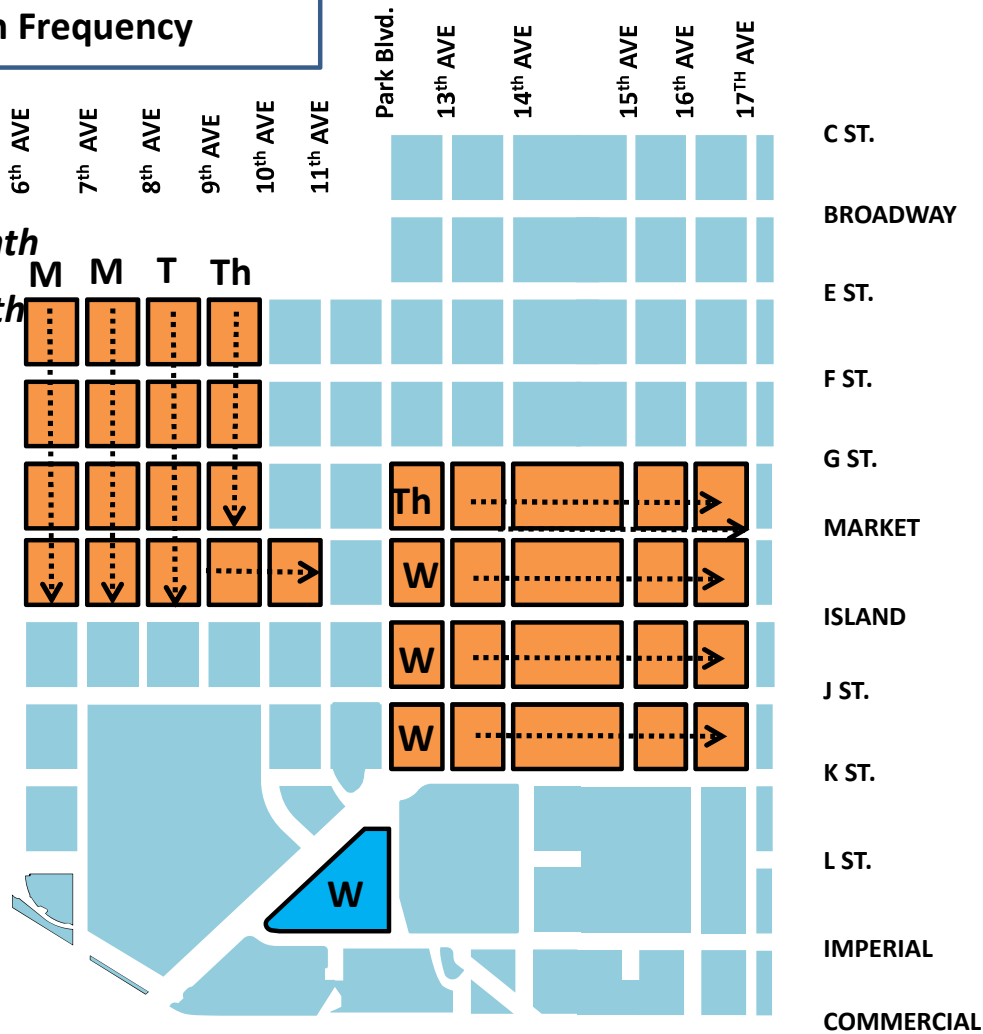 n Frequency
6th AVE
7th AVE
8th AVE
9th AVE
10th AVE
11th AVE
Park Blvd.
13th AVE
14th AVE
15th AVE
16th AVE
17TH AVE
C ST.
BROADWAY
E ST.
F ST.
G ST.
MARKET
ISLAND
J ST.
K ST.
L ST.
IMPERIAL
COMMERCIAL
nth
th
M M T Th
Th
W
W
W
W